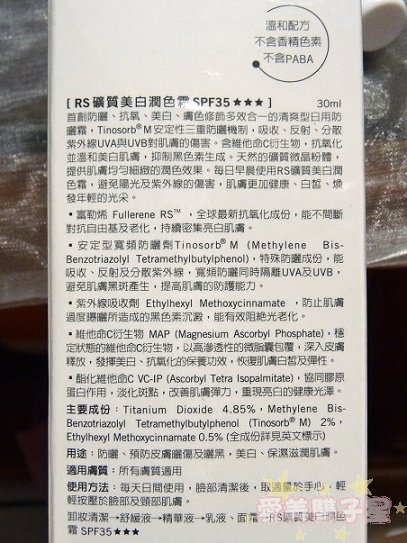 溫和配方
不含香精色素
不含PABA
[ RS礦質美白潤色霜 SPF35★★★ ] 30ml
首創防曬、抗氧、美白、膚色修飾多效合一的清爽型日用防
曬霜，Tinosorb® M安定性三重防曬機制，吸收、反射、分散
紫外線UVA與UVB對肌膚的傷害。含維他命C衍生物，抗氧化
並溫和美白肌膚，抑制黑色素生成。天然的礦質微晶粉體，
提供肌膚均勻細緻的潤色效果。每日早晨使用RS礦質美白潤
色霜，避免陽光及紫外線的傷害，肌膚更加健康、白皙、煥
發年輕的光采。
▪富勒烯 Fullerene RS™ ，全球最新抗氧化成份，能不間斷
對抗自由基及老化，持續密集亮白肌膚。
▪安定型寬頻防曬劑Tinosorb® M (Methylene Bis-
Benzotriazolyl Tetramethylbutylphenol)，特殊防曬成份，能
吸收、反射及分散紫外線，寬頻防曬同時隔離UVA及UVB，
避免肌膚黑斑產生，提高肌膚的防護能力。
▪紫外線吸收劑 Ethylhexyl Methoxycinnamate ，防止肌膚
過度曝曬所造成的黑色素沉澱，能有效阻絶光老化。
▪維他命C衍生物 MAP (Magnesium Ascorbyl Phosphate)，穩
定狀態的維他命C衍生物，以高滲透性的微脂囊包覆，深入皮膚
釋放，發揮美白、抗氧化的保養功效，恢復肌膚白皙及彈性。
▪酯化維他命C VC-IP (Ascorbyl Tetra Isopalmitate)，協同膠原
蛋白作用，淡化斑點，改善肌膚彈力，重現亮白的健康光澤。
主要成份：Titanium Dioxide 4.85%，Methylene Bis-
Benzotriazolyl Tetramethylbutylphenol (Tinosorb® M) 2%，
Ethylhexyl Methoxycinnamate 0.5% (全成份詳見英文標示)
用途：防曬、預防皮膚曬傷及曬黑，美白、保濕滋潤肌膚。
適用膚質：所有膚質適用
使用方法：每天日間使用，臉部清潔後，取適量於手心，輕
輕按壓於臉部及頸部肌膚。
卸妝清潔→舒緩液→精華液→乳液、面霜→RS礦質美白潤色
霜 SPF35★★★
愛美雙子星